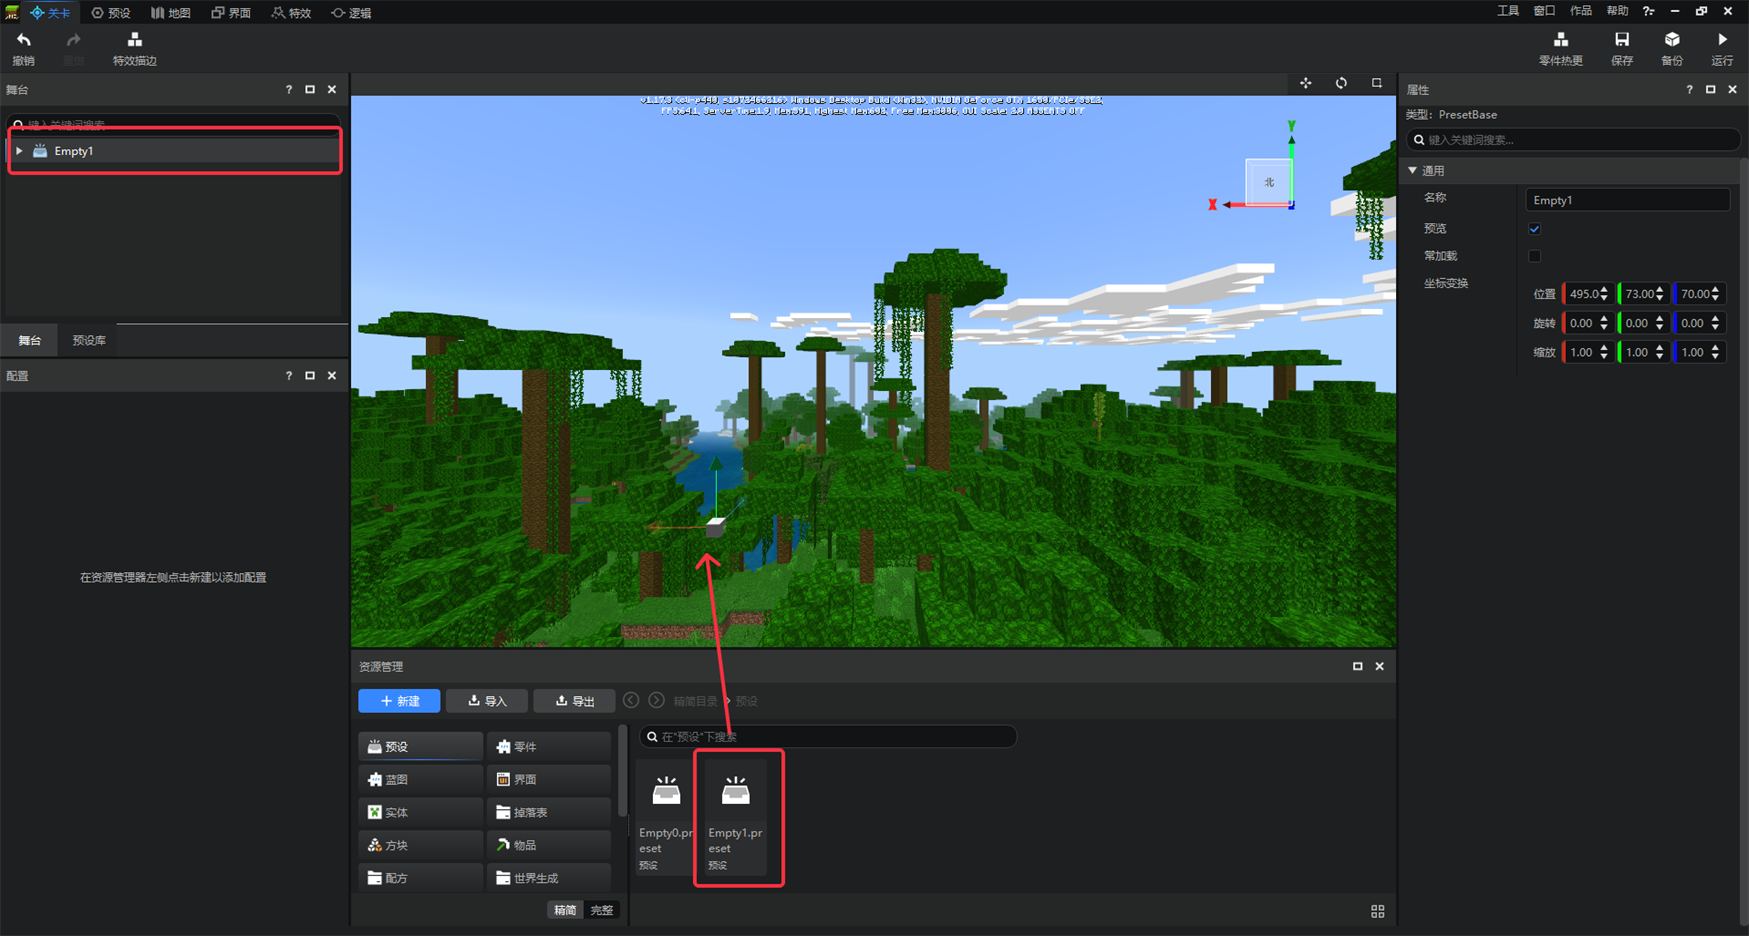 关卡 预设 地图 界面 特效 逻辑 工具 窗口 作品 帮助
撤销 重做 特效描边 零件热更 保存 备份 运行
舞台
键入关键词搜索...
Empty1
舞台 预设库
配置
在资源管理器左侧点击新建以添加配置
Y
北
X
资源管理
新建 导入 导出 精简目录 预设
预设 零件
蓝图 界面
实体 掉落表
方块 物品
配方 世界生成
精简 完整
在"预设"下搜索
Empty0.pr
eset
预设
Empty1.pr
eset
预设
属性
类型: PresetBase
键入关键词搜索...
通用
名称 Empty1
预览
常加载
坐标变换
位置 495.0 73.00 70.00
旋转 0.00 0.00 0.00
缩放 1.00 1.00 1.00